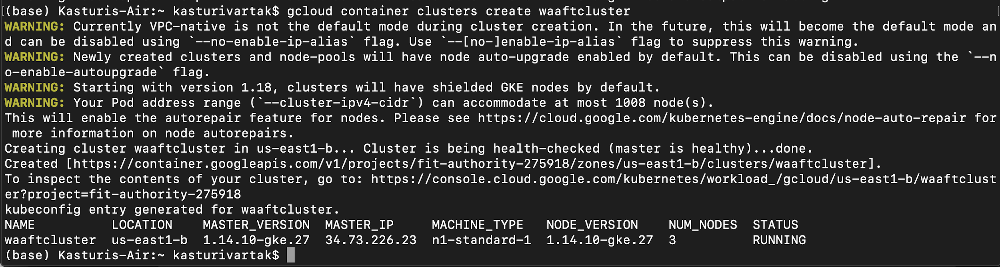 (base) Kasturis-Air:~ kasturivartak$ gcloud container clusters create waaftcluster
WARNING: Currently VPC-native is not the default mode during cluster creation. In the future, this will become the default mode an
d can be disabled using `--no-enable-ip-alias` flag. Use `--[no-]enable-ip-alias` flag to suppress this warning.
WARNING: Newly created clusters and node-pools will have node auto-upgrade enabled by default. This can be disabled using the `--n
o-enable-autoupgrade` flag.
WARNING: Starting with version 1.18, clusters will have shielded GKE nodes by default.
WARNING: Your Pod address range (`--cluster-ipv4-cidr`) can accommodate at most 1008 node(s).
This will enable the autorepair feature for nodes. Please see https://cloud.google.com/kubernetes-engine/docs/node-auto-repair for
 more information on node autorepairs.
Creating cluster waaftcluster in us-east1-b... Cluster is being health-checked (master is healthy)...done.
Created [https://container.googleapis.com/v1/projects/fit-authority-275918/zones/us-east1-b/clusters/waaftcluster].
To inspect the contents of your cluster, go to: https://console.cloud.google.com/kubernetes/workload_/gcloud/us-east1-b/waaftclust
er?project=fit-authority-275918
kubeconfig entry generated for waaftcluster.
NAME          LOCATION    MASTER_VERSION  MASTER_IP     MACHINE_TYPE   NODE_VERSION    NUM_NODES  STATUS
waaftcluster  us-east1-b  1.14.10-gke.27  34.73.226.23  n1-standard-1  1.14.10-gke.27  3          RUNNING
(base) Kasturis-Air:~ kasturivartak$